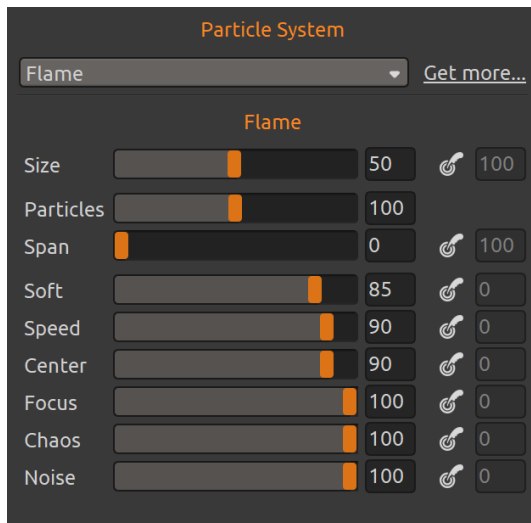 Particle System
Flame Get more...
Flame
Size 50 100
Particles 100
Span 0 100
Soft 85 0
Speed 90 0
Center 90 0
Focus 100 0
Chaos 100 0
Noise 100 0